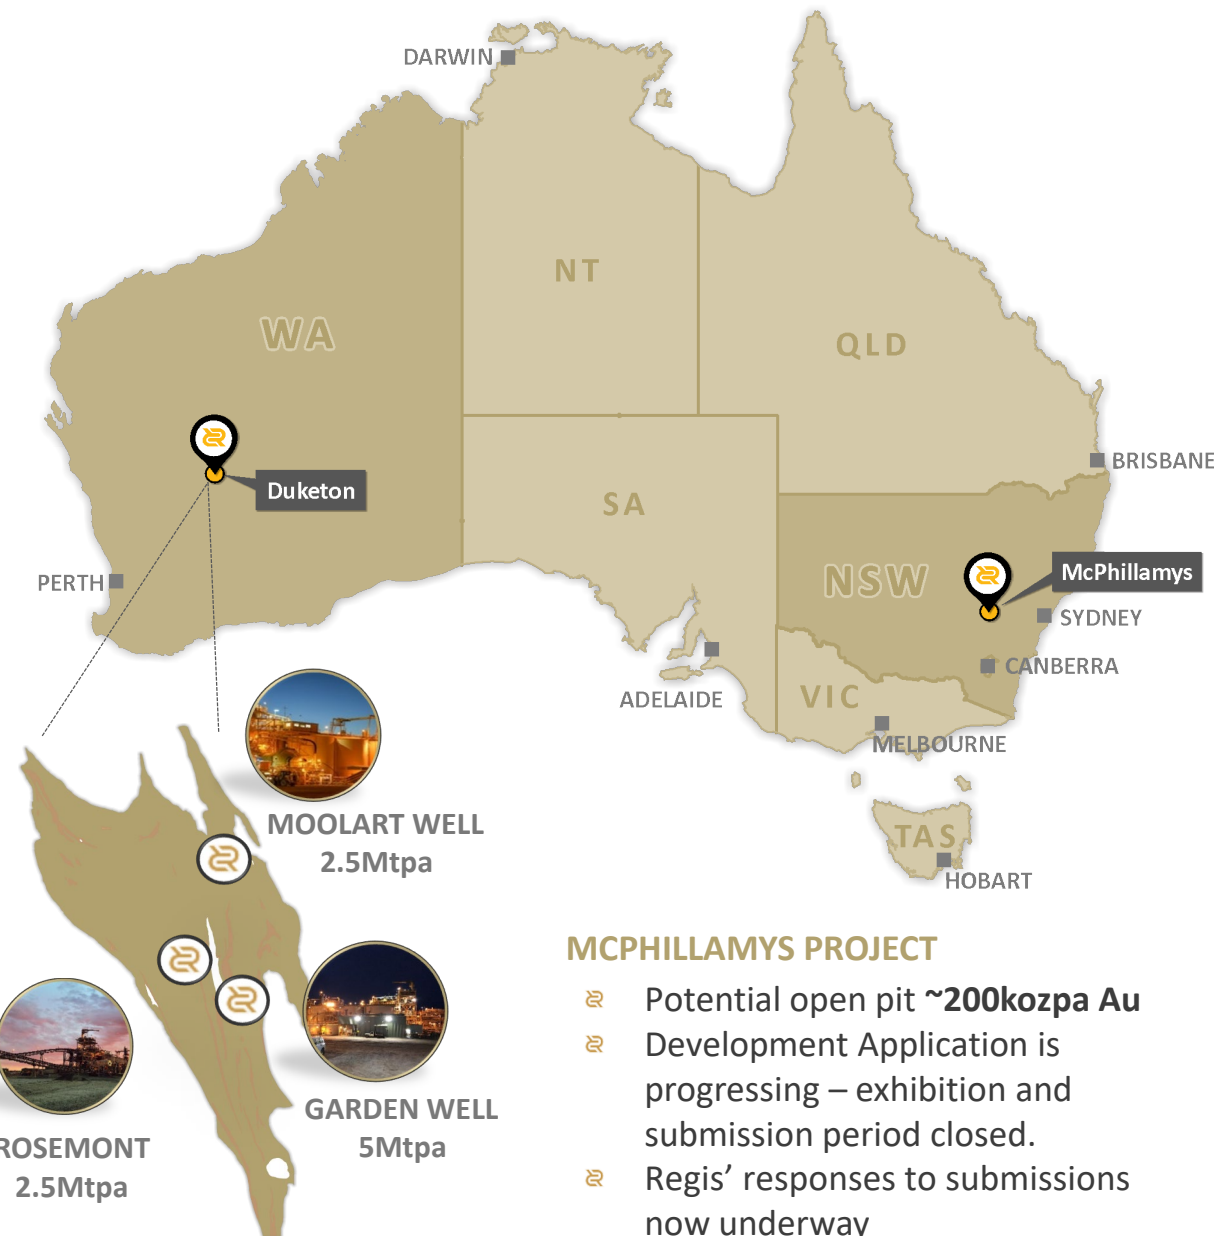 DARWIN
NT
WA
QLD
BRISBANE
Duketon
SA
McPhillamys
NSW
PERTH
SYDNEY
CANBERRA
ADELAIDE
VIC
MELBOURNE
TAS
HOBART
MOOLART WELL
2.5Mtpa
GARDEN WELL
5Mtpa
ROSEMONT
2.5Mtpa
MCPHILLAMYS PROJECT
Potential open pit ~200kozpa Au
Development Application is
progressing – exhibition and
submission period closed.
Regis’ responses to submissions
now underway